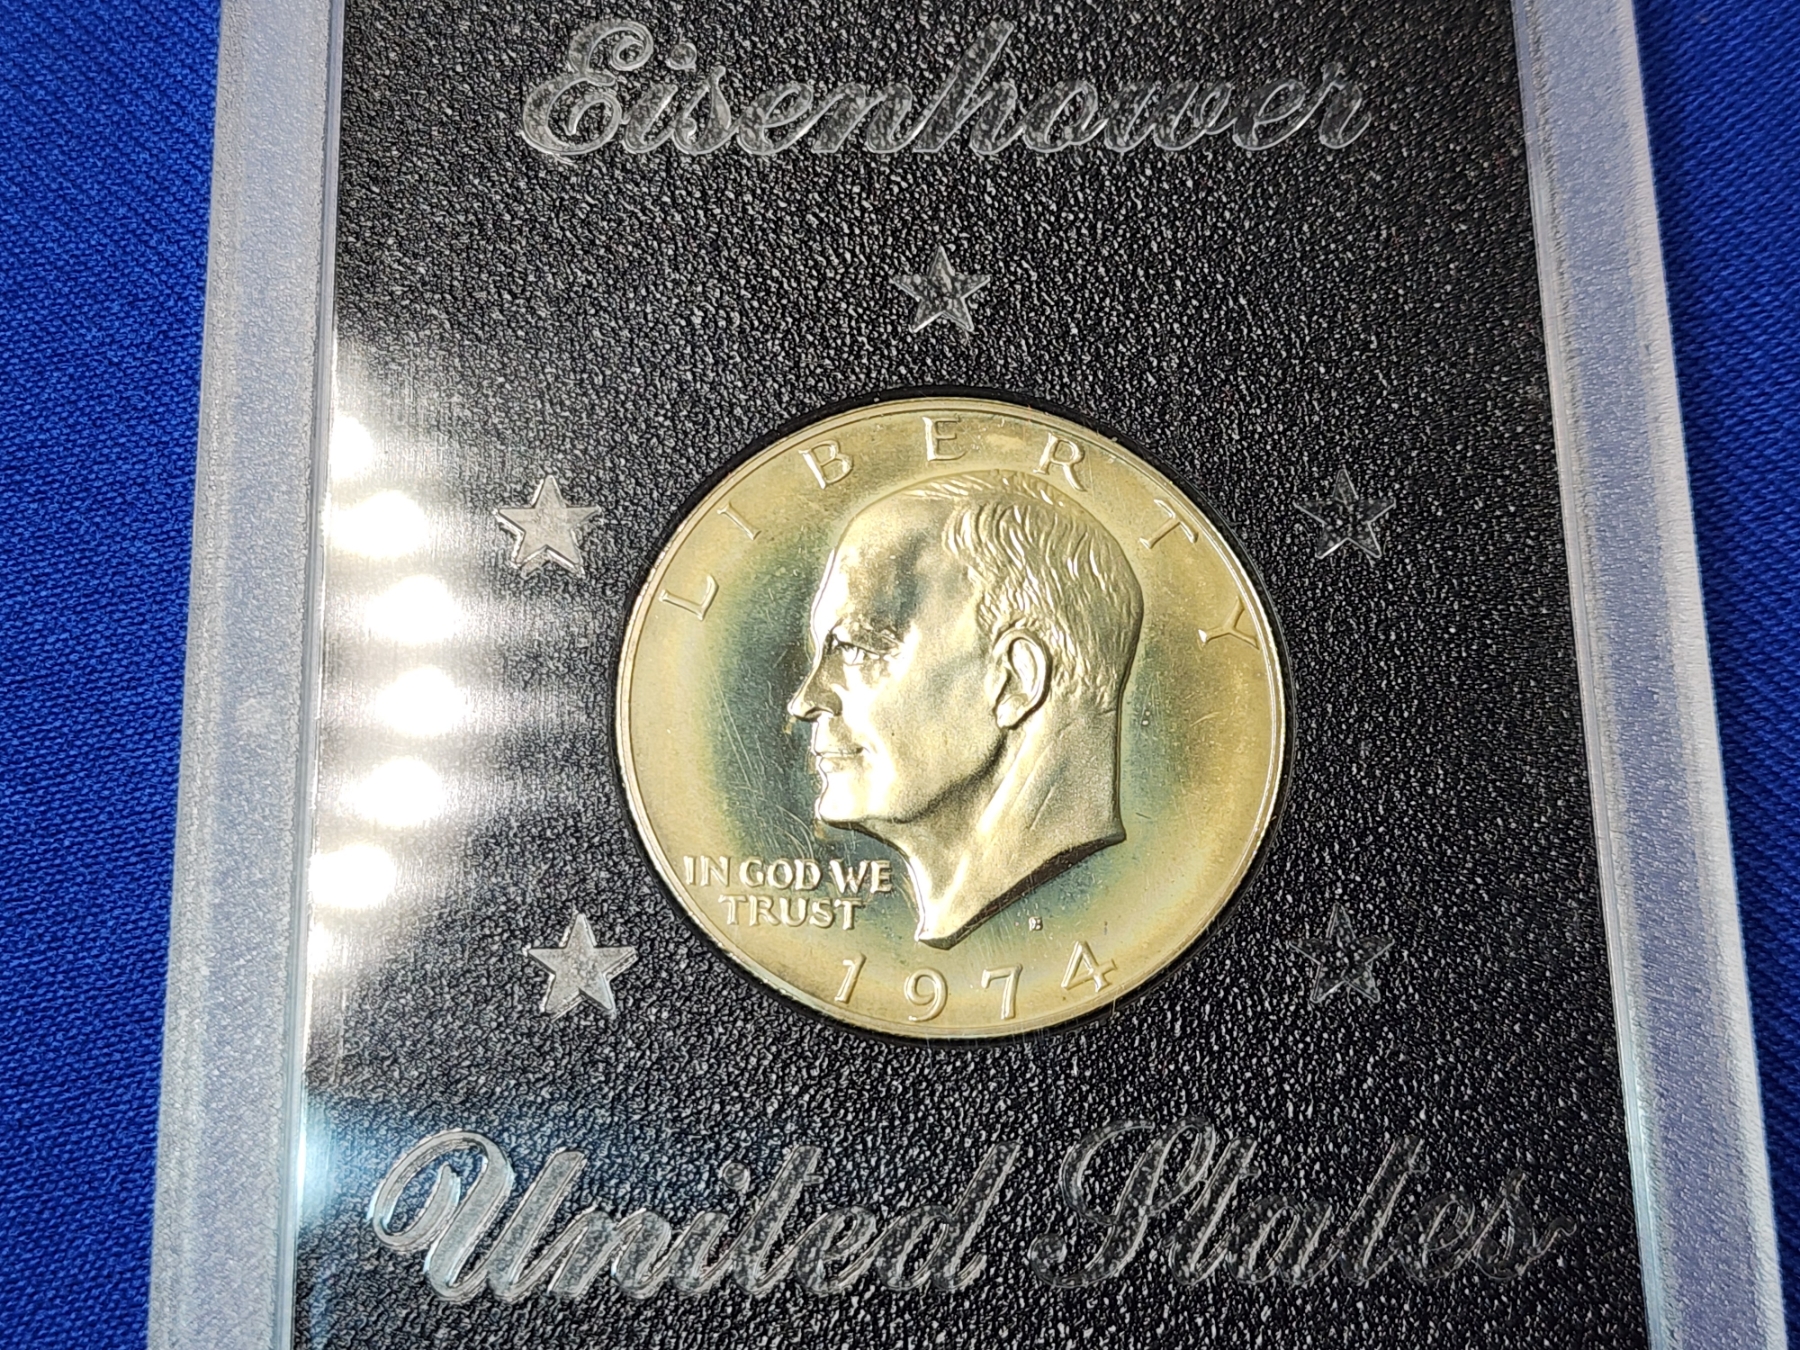 Eisenhower
LIBERTY
IN GOD WE
TRUST
1974
United States